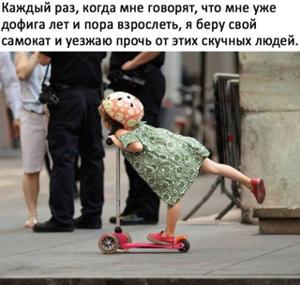 Каждый раз, когда мне говорят, что мне уже
дофига лет и пора взрослеть, я беру свой
самокат и уезжаю прочь от этих скучных людей.